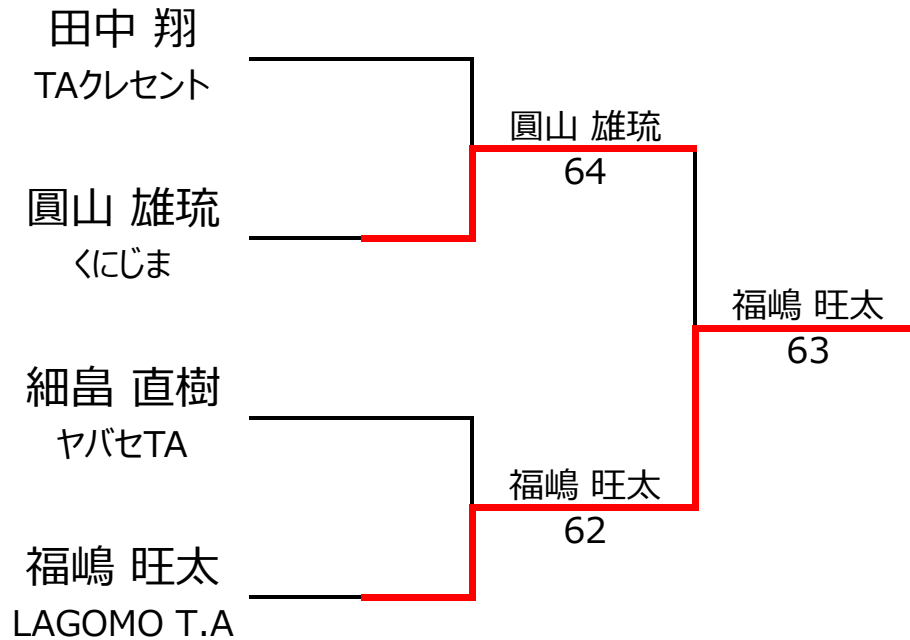 田中 翔
TAクレセント
圓山 雄琉
64
圓山 雄琉
くにじま
福嶋 旺太
63
細畠 直樹
ヤバセTA
福嶋 旺太
62
福嶋 旺太
LAGOMO T.A